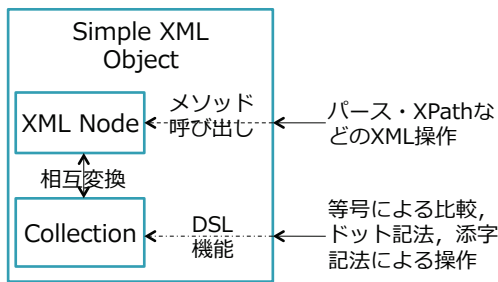 Simple XML
Object
XML Node
メソッド
呼び出し
パース・XPathな
どのXML操作
相互変換
Collection
DSL
機能
等号による比較，
ドット記法，添字
記法による操作